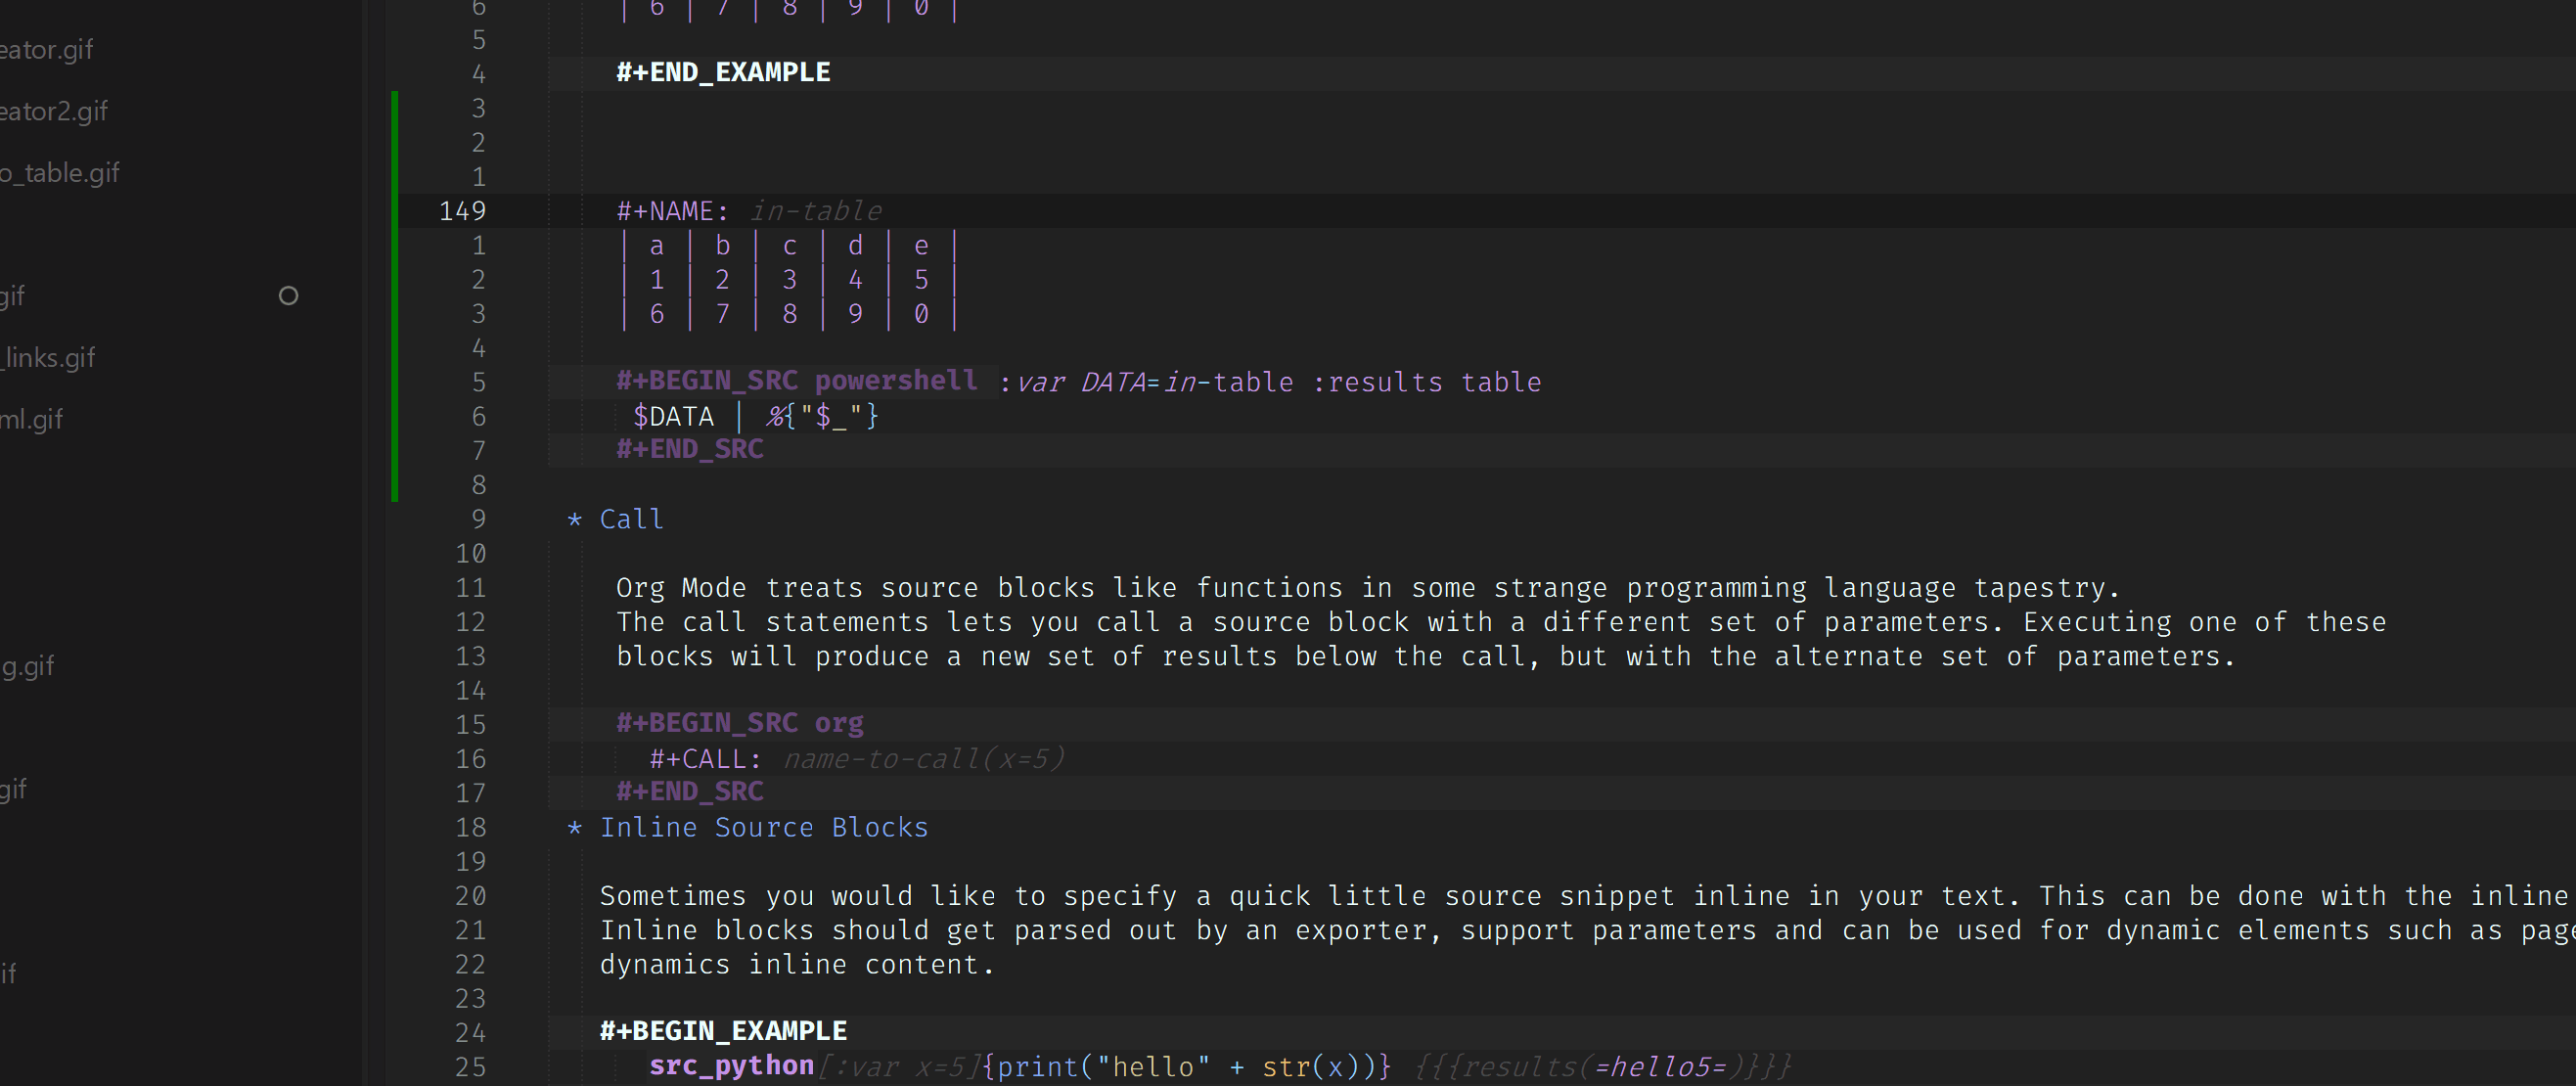 eator.gif
eator2.gif
o_table.gif
gif
_links.gif
ml.gif
g.gif
gif
if
6 | 6 | 7 | 8 | 9 | 0 |
5
4 #+END_EXAMPLE
3
2
1
149 #+NAME: in-table
1 | a | b | c | d | e |
2 | 1 | 2 | 3 | 4 | 5 |
3 | 6 | 7 | 8 | 9 | 0 |
4
5 #+BEGIN_SRC powershell :var DATA=in-table :results table
6 $DATA | %{"$_"}
7 #+END_SRC
8
9 * Call
10
11 Org Mode treats source blocks like functions in some strange programming language tapestry.
12 The call statements lets you call a source block with a different set of parameters. Executing one of these
13 blocks will produce a new set of results below the call, but with the alternate set of parameters.
14
15 #+BEGIN_SRC org
16 #+CALL: name-to-call(x=5)
17 #+END_SRC
18 * Inline Source Blocks
19
20 Sometimes you would like to specify a quick little source snippet inline in your text. This can be done with the inline
21 Inline blocks should get parsed out by an exporter, support parameters and can be used for dynamic elements such as page
22 dynamics inline content.
23
24 #+BEGIN_EXAMPLE
25 src_python[:var x=5]{print("hello" + str(x))} {{{results(=hello5=)}}}